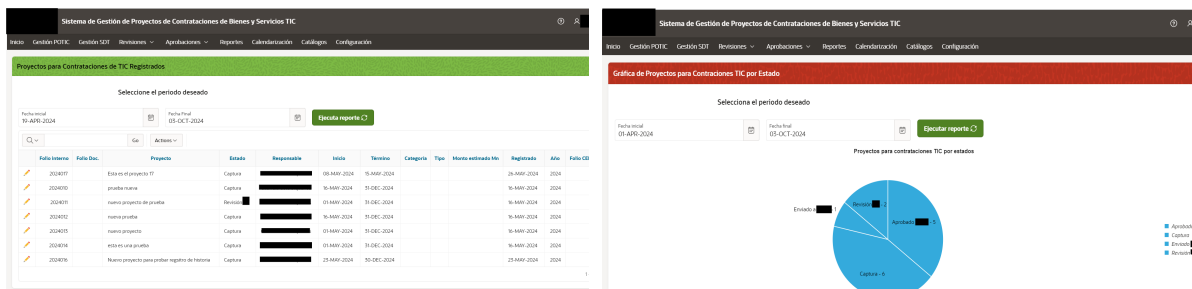 Sistema de Gestión de Proyectos de Contrataciones de Bienes y Servicios TIC
Inicio Gestión POTIC Gestión SDT Revisiones Aprobaciones Reportes Calendarización Catálogos Configuración
Proyectos para Contrataciones de TIC Registrados
Seleccione el periodo deseado
Fecha inicial
19-APR-2024
Fecha Final
03-OCT-2024
Ejecuta reporte
Go Actions
Folio Interno Folio Doc. Proyecto Estado Responsable Inicio Término Categoría Tipo Monto estimado Mn Registrado Año Folio CE
2024017 Esta es el proyecto 17 Captura 08-MAY-2024 15-MAY-2024 26-MAY-2024 2024
2024010 prueba nueva Captura 16-MAY-2024 31-DEC-2024 16-MAY-2024 2024
2024011 nuevo proyecto de prueba Revisión 01-MAY-2024 31-DEC-2024 16-MAY-2024 2024
2024012 nueva prueba Captura 16-MAY-2024 31-DEC-2024 16-MAY-2024 2024
2024013 nuevo proyecto Captura 01-MAY-2024 31-DEC-2024 16-MAY-2024 2024
2024014 esta es una prueba Captura 01-MAY-2024 31-DEC-2024 16-MAY-2024 2024
2024016 Nuevo proyecto para probar registro de historia Captura 23-MAY-2024 30-DEC-2024 23-MAY-2024 2024
Sistema de Gestión de Proyectos de Contrataciones de Bienes y Servicios TIC
Inicio Gestión POTIC Gestión SDT Revisiones Aprobaciones Reportes Calendarización Catálogos Configuración
Gráfica de Proyectos para Contraciones TIC por Estado
Selecciona el periodo deseado
Fecha inicial
01-APR-2024
Fecha final
03-OCT-2024
Ejecutar reporte
Proyectos para contrataciones TIC por estados
Enviado a - 1
Revisión - 2
Aprobado - 5
Captura - 6
Aprobado
Captura
Enviado
Revisión